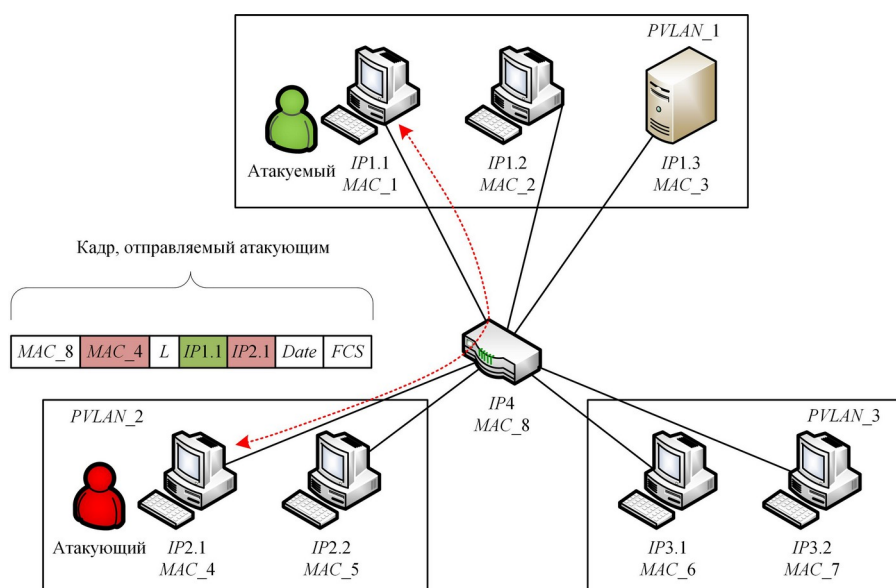 PVLAN_1
Атакуемый
IP1.1
MAC_1
IP1.2
MAC_2
IP1.3
MAC_3
Кадр, отправляемый атакующим
MAC_8 MAC_4 L IP1.1 IP2.1 Date FCS
IP4
MAC_8
PVLAN_2
Атакующий
IP2.1
MAC_4
IP2.2
MAC_5
PVLAN_3
IP3.1
MAC_6
IP3.2
MAC_7